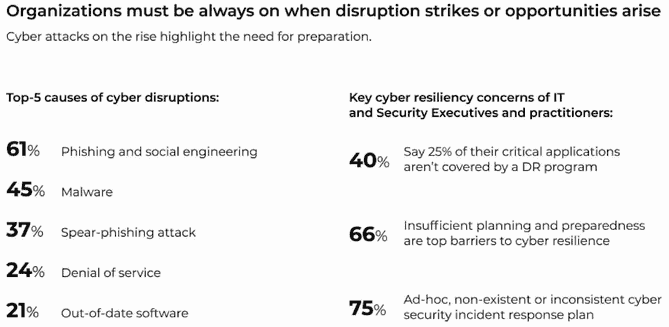 Organizations must be always on when disruption strikes or opportunities arise
Cyber attacks on the rise highlight the need for preparation.
Top-5 causes of cyber disruptions:
61% Phishing and social engineering
45% Malware
37% Spear-phishing attack
24% Denial of service
21% Out-of-date software
Key cyber resiliency concerns of IT
and Security Executives and practitioners:
40% Say 25% of their critical applications
aren't covered by a DR program
66% Insufficient planning and preparedness
are top barriers to cyber resilience
75% Ad-hoc, non-existent or inconsistent cyber
security incident response plan